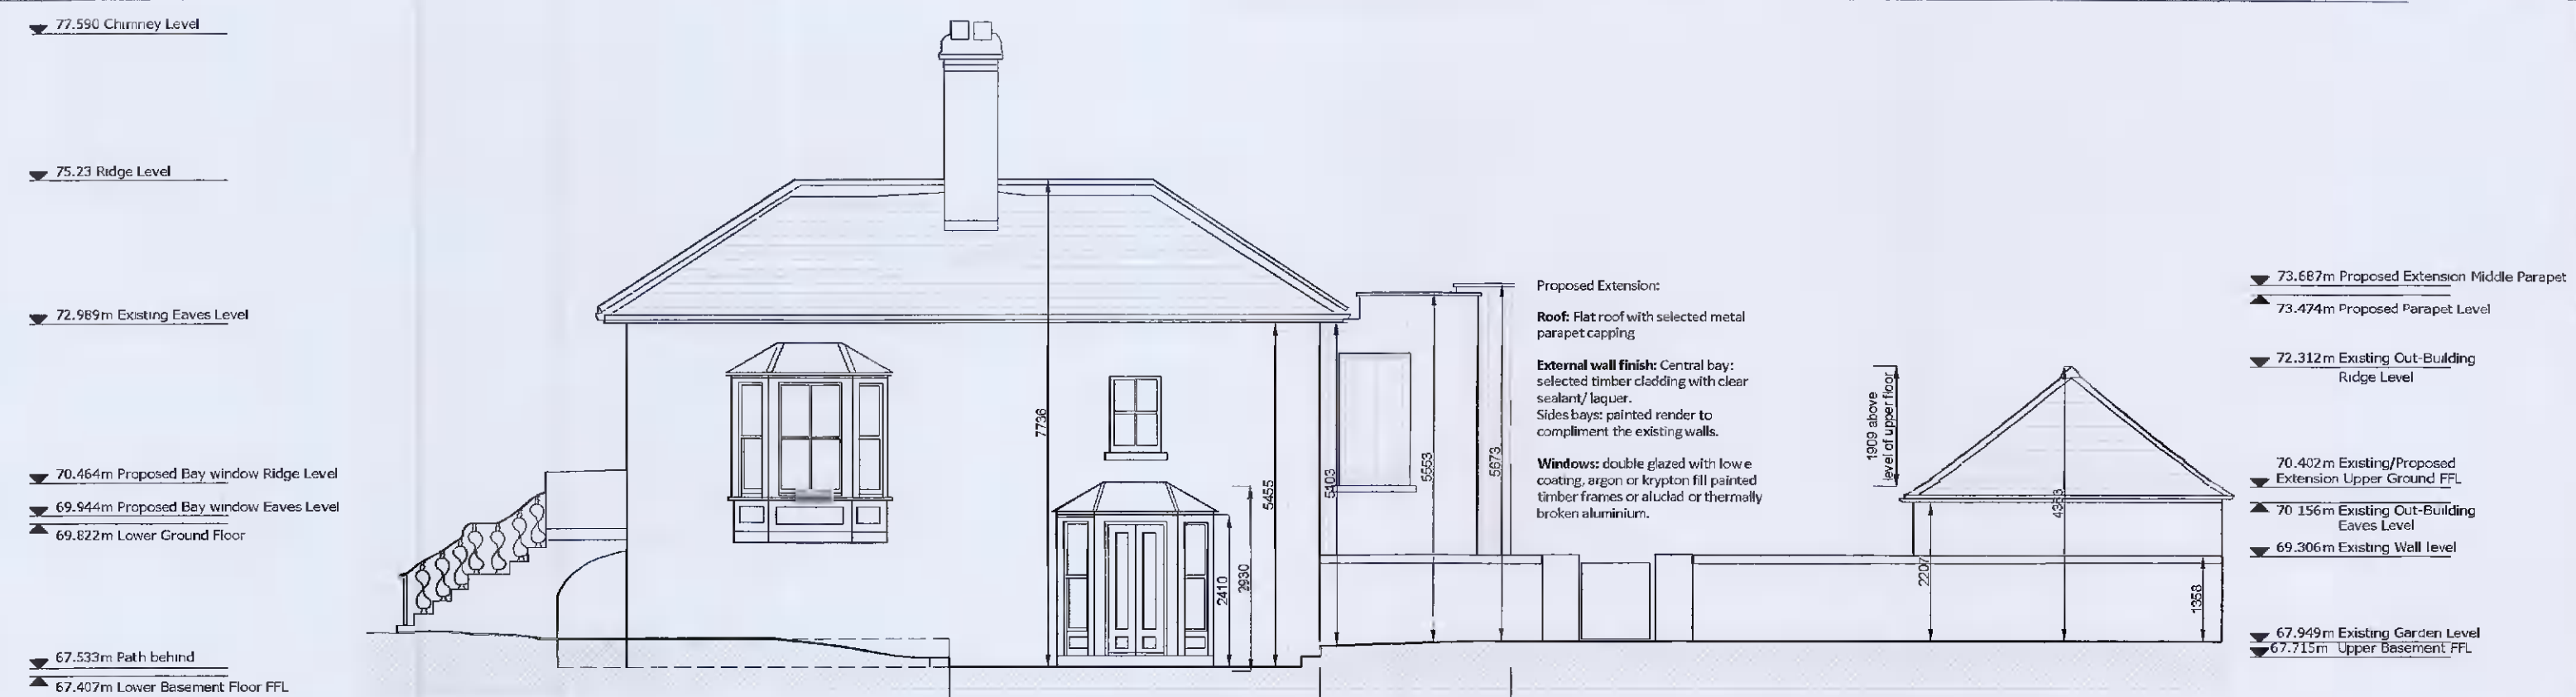 77.590 Chimney Level
75.23 Ridge Level
72.989m Existing Eaves Level
70.464m Proposed Bay window Ridge Level
69.944m Proposed Bay window Eaves Level
69.822m Lower Ground Floor
67.533m Path behind
67.407m Lower Basement Floor FFL
7736
2410
2930
5455
5103
5553
5673
Proposed Extension:
Roof: Flat roof with selected metal
parapet capping
External wall finish: Central bay:
selected timber cladding with clear
sealant/ laquer.
Sides bays: painted render to
compliment the existing walls.
Windows: double glazed with low e
coating, argon or krypton fill painted
timber frames or aluclad or thermally
broken aluminium.
1909 above
level of upper floor
2207
1358
73.687m Proposed Extension Middle Parapet
73.474m Proposed Parapet Level
72.312m Existing Out-Building
Ridge Level
70.402m Existing/Proposed
Extension Upper Ground FFL
70 156m Existing Out-Building
Eaves Level
69.306m Existing Wall level
67.949m Existing Garden Level
67.715m Upper Basement FFL